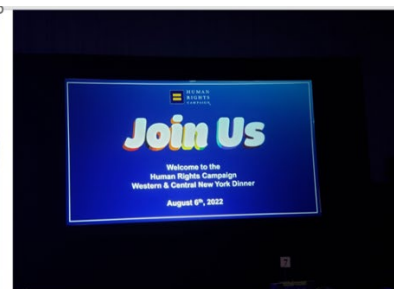 HUMAN
RIGHTS
CAMPAIGN
Join Us
Welcome to the
Human Rights Campaign
Western & Central New York Dinner
August 6th, 2022